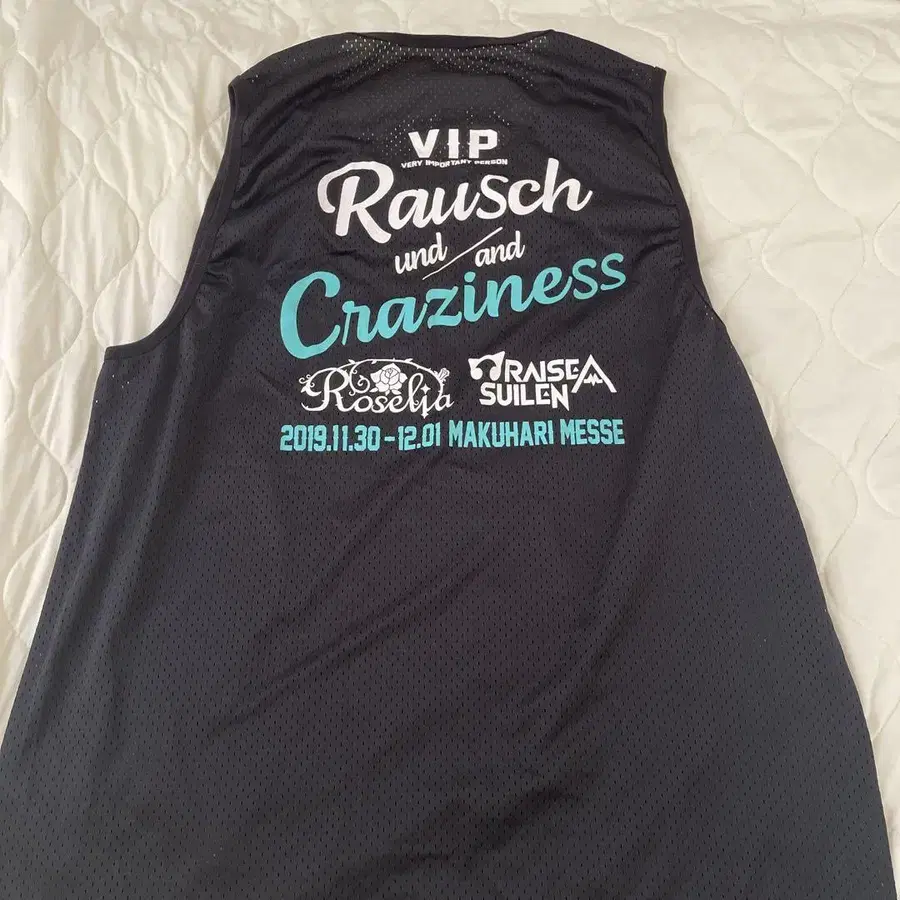 VIP
VERY IMPORTANT PERSON
Rausch
und / and
Craziness
Roselia
RAISE A SUILEN
2019.11.30-12.01 MAKUHARI MESSE